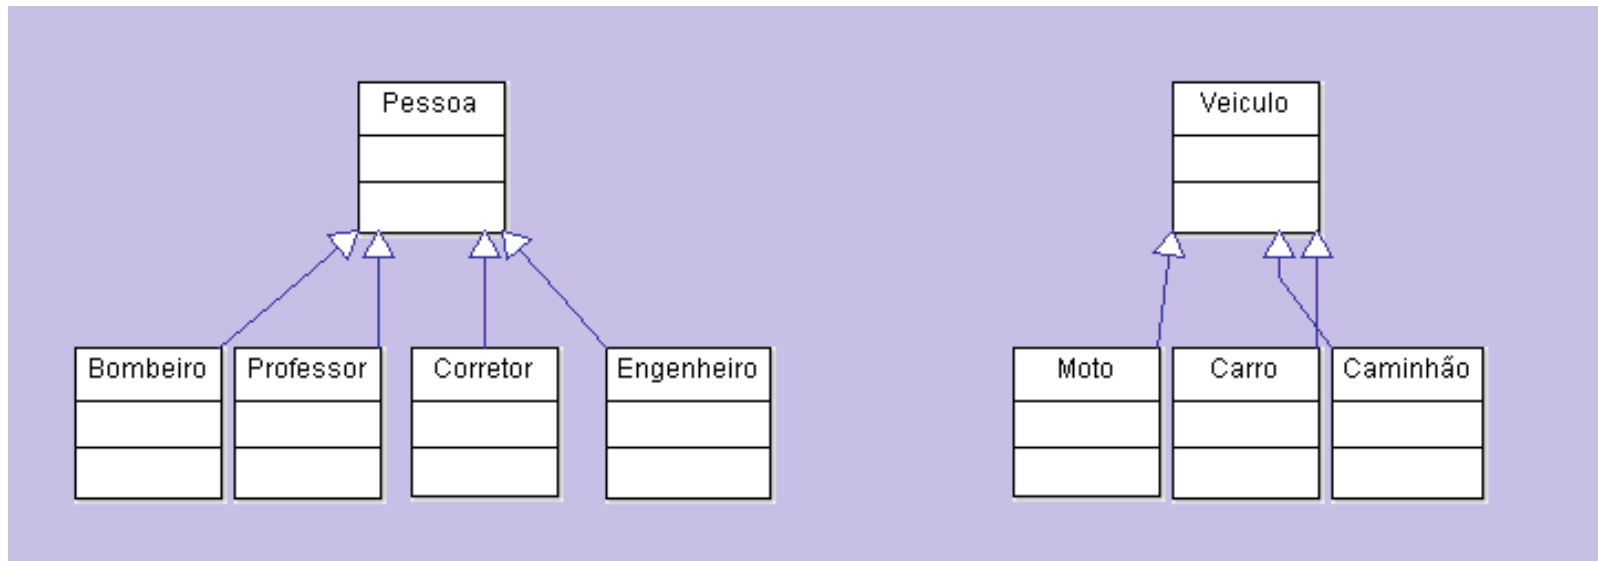 Pessoa
Veiculo
Bombeiro
Professor
Corretor
Engenheiro
Moto
Carro
Caminhão